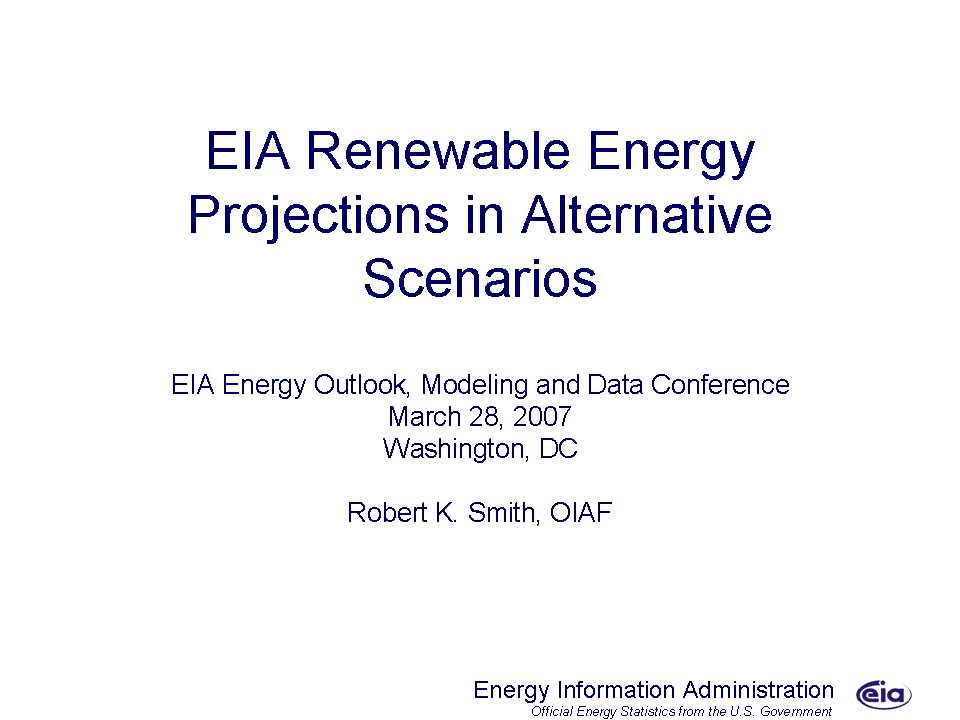 EIA Renewable Energy
Projections in Alternative
Scenarios
EIA Energy Outlook, Modeling and Data Conference
March 28, 2007
Washington, DC
Robert K. Smith, OIAF
Energy Information Administration
Official Energy Statistics from the U.S. Government
eia